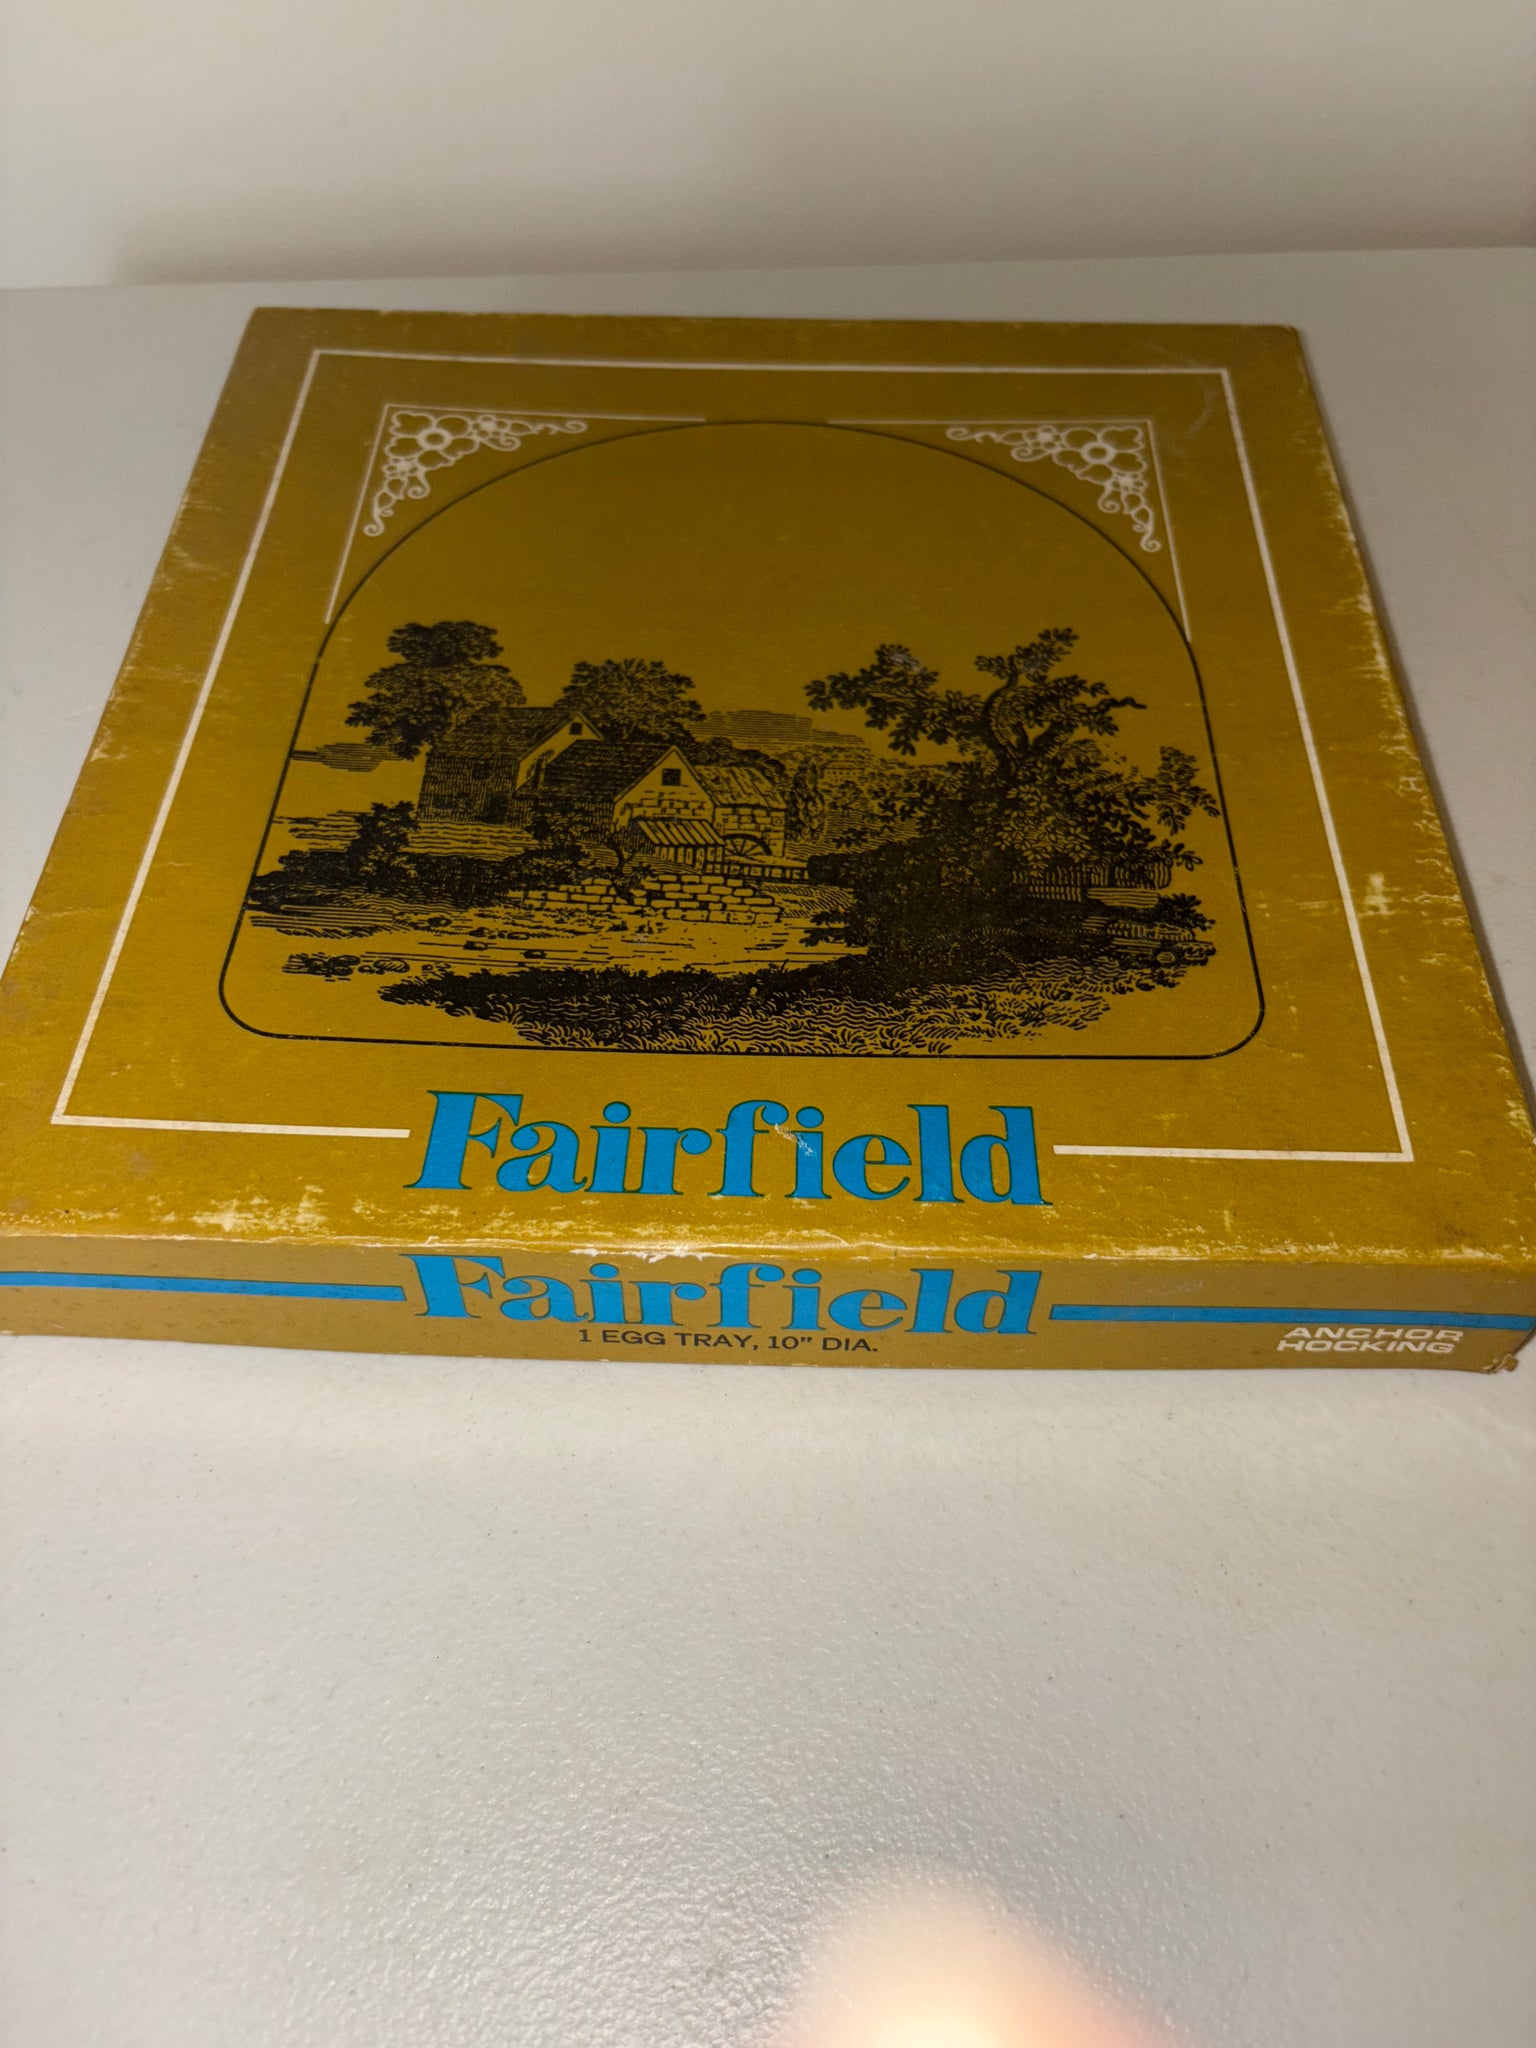 Fairfield
Fairfield
1 EGG TRAY, 10” DIA.
ANCHOR
HOCKING